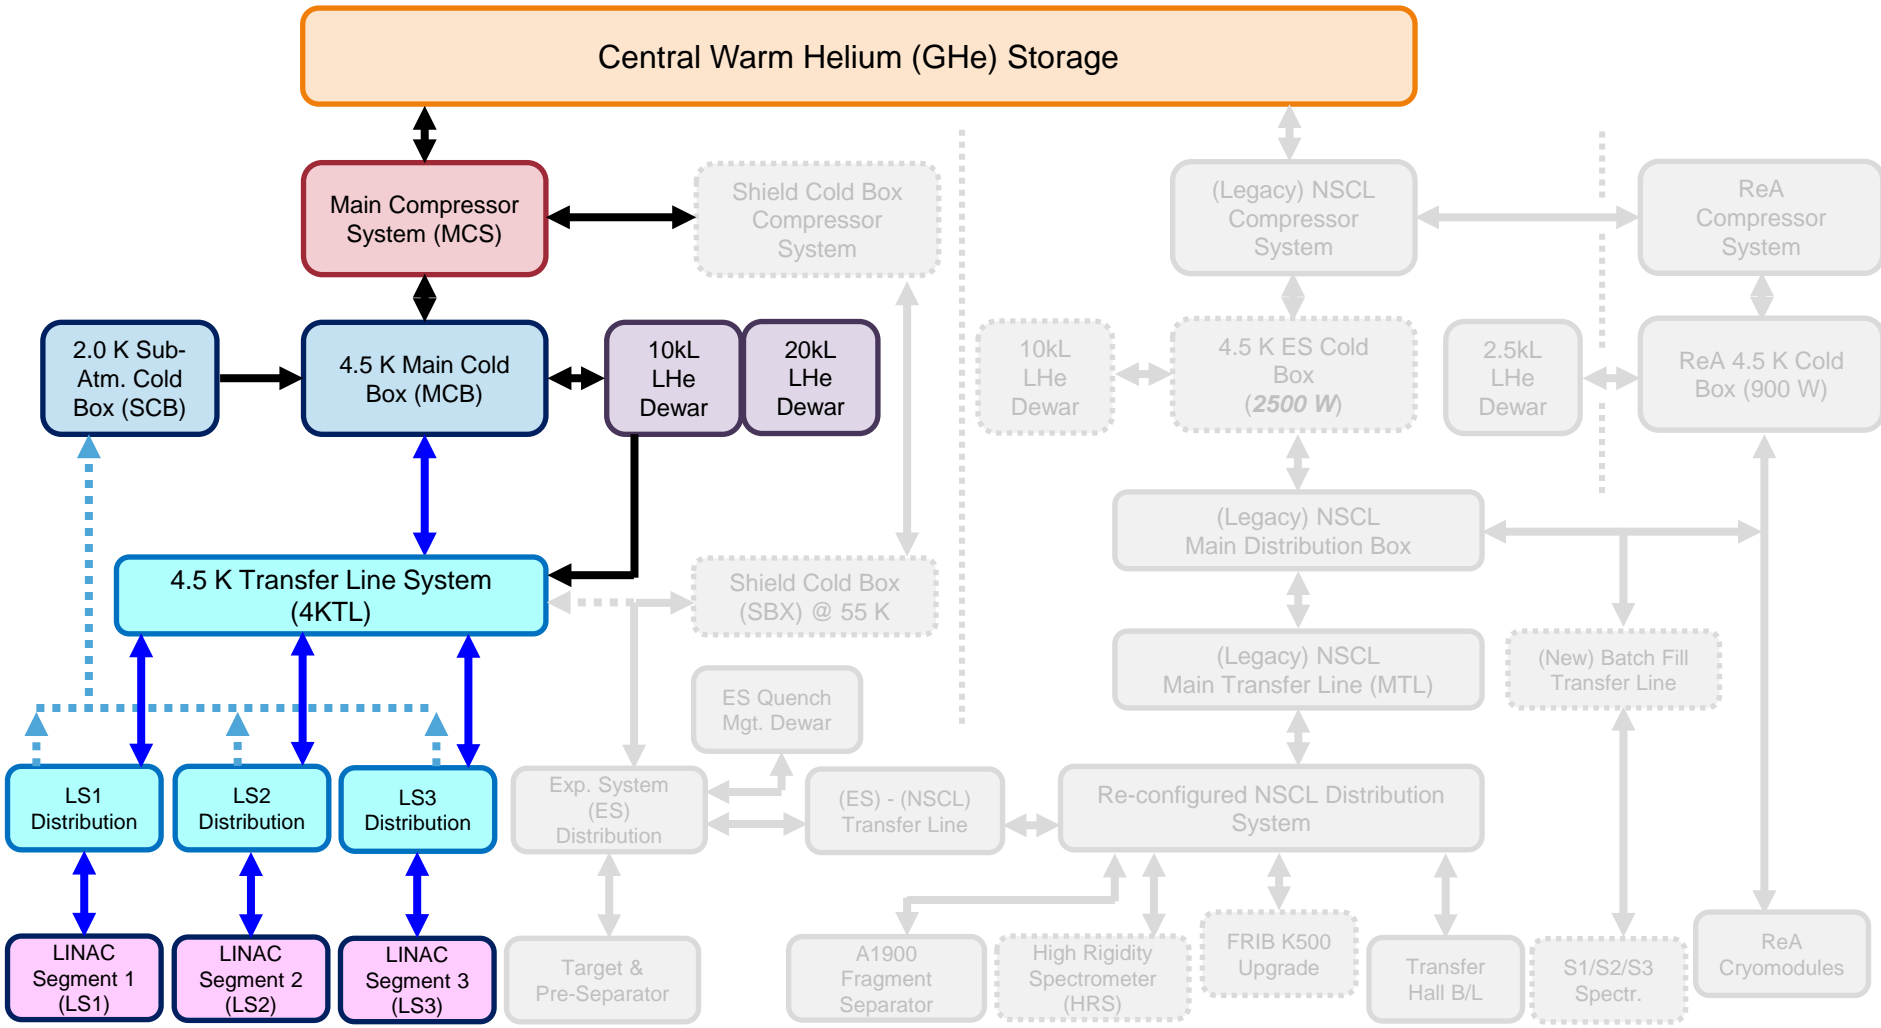 Central Warm Helium (GHe) Storage
Main Compressor
System (MCS)
Shield Cold Box
Compressor
System
(Legacy) NSCL
Compressor
System
ReA
Compressor
System
2.0 K Sub-
Atm. Cold
Box (SCB)
4.5 K Main Cold
Box (MCB)
10kL
LHe
Dewar
20kL
LHe
Dewar
10kL
LHe
Dewar
4.5 K ES Cold
Box
(2500 W)
2.5kL
LHe
Dewar
ReA 4.5 K Cold
Box (900 W)
(Legacy) NSCL
Main Distribution Box
4.5 K Transfer Line System
(4KTL)
Shield Cold Box
(SBX) @ 55 K
(Legacy) NSCL
Main Transfer Line (MTL)
(New) Batch Fill
Transfer Line
ES Quench
Mgt. Dewar
LS1
Distribution
LS2
Distribution
LS3
Distribution
Exp. System
(ES)
Distribution
(ES) - (NSCL)
Transfer Line
Re-configured NSCL Distribution
System
LINAC
Segment 1
(LS1)
LINAC
Segment 2
(LS2)
LINAC
Segment 3
(LS3)
Target &
Pre-Separator
A1900
Fragment
Separator
High Rigidity
Spectrometer
(HRS)
FRIB K500
Upgrade
Transfer
Hall B/L
S1/S2/S3
Spectr.
ReA
Cryomodules